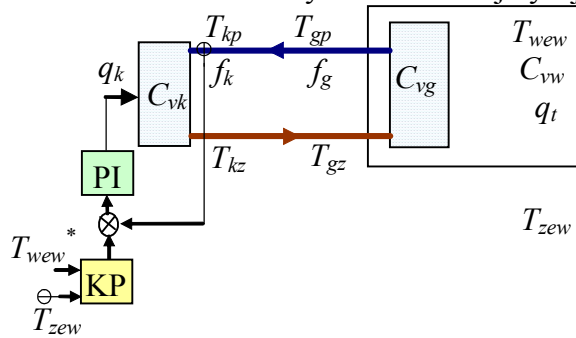 T_kp T_gp
T_wew
q_k f_k f_g C_vw
C_vk C_vg
q_t
T_kz T_gz
PI
T_wew* T_zew
KP
T_zew